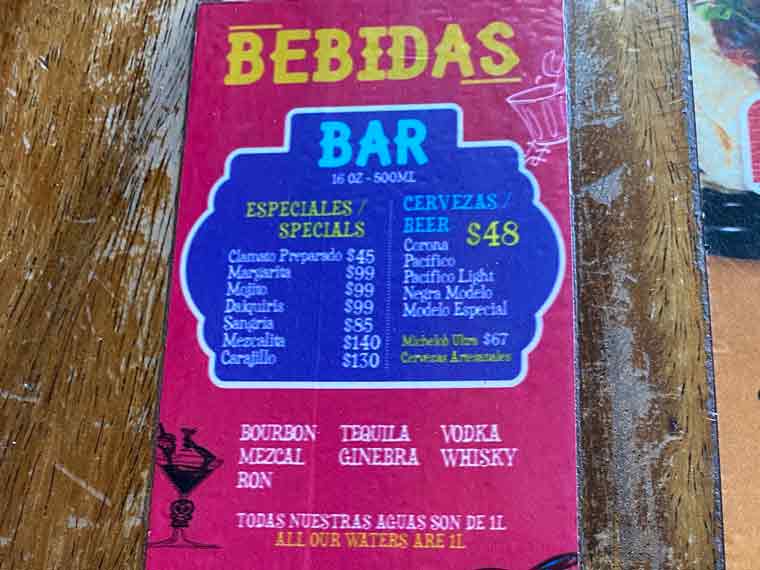 BEBIDAS
BAR
16 OZ - 500ML
ESPECIALES /
SPECIALS
Clamato Preparado $45
Margarita $99
Mojito $99
Daiquiris $99
Sangria $85
Mezcalita $140
Carajillo $130
CERVEZAS /
BEER $48
Corona
Pacifico
Pacifico Light
Negra Modelo
Modelo Especial
Michelob Ultra $67
Cervezas Artesanales
BOURBON TEQUILA VODKA
MEZCAL GINEBRA WHISKY
RON
TODAS NUESTRAS AGUAS SON DE 1L
ALL OUR WATERS ARE 1L